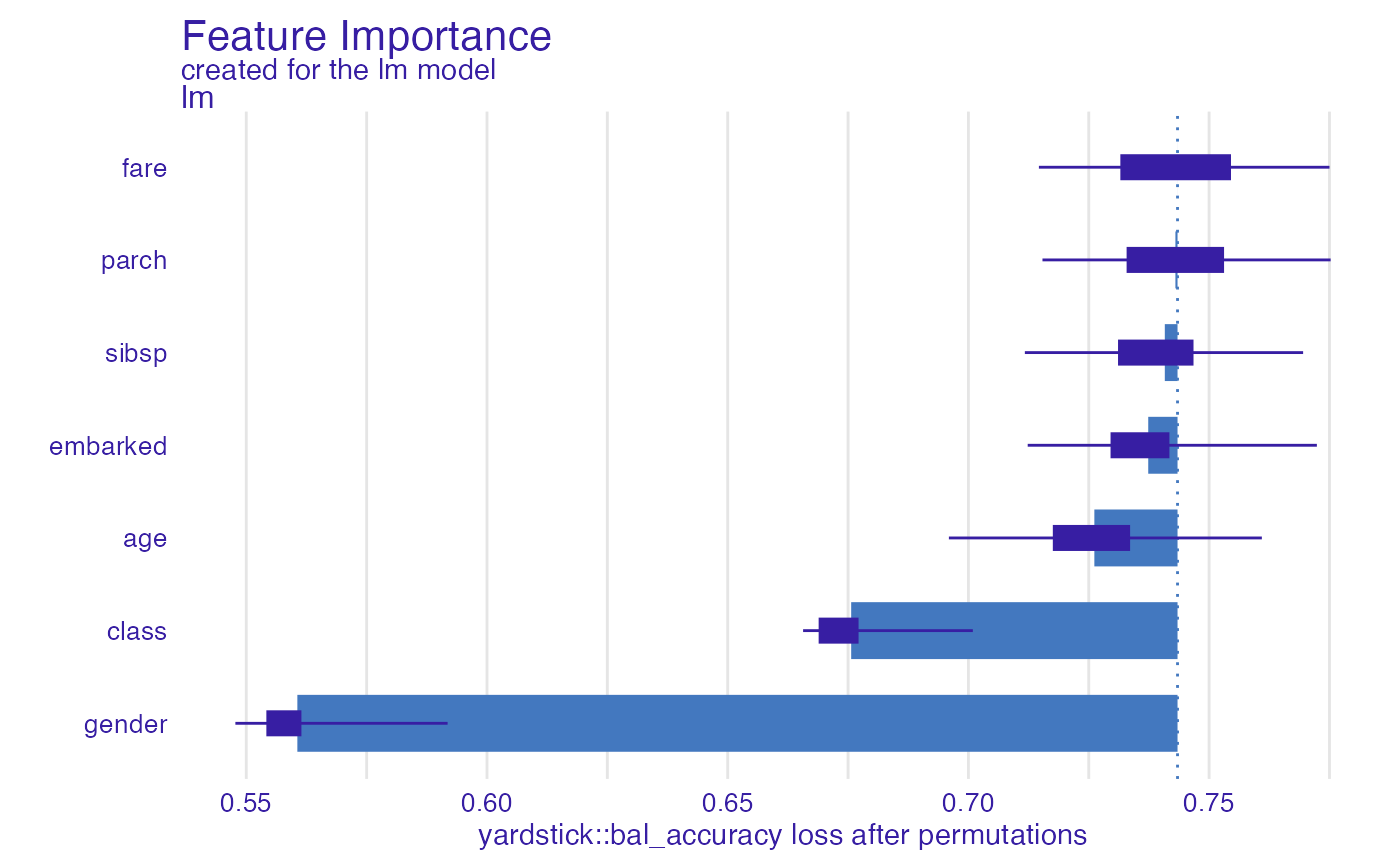 Feature Importance
created for the lm model
lm
fare
parch
sibsp
embarked
age
class
gender
0.55 0.60 0.65 0.70 0.75
yardstick::bal_accuracy loss after permutations